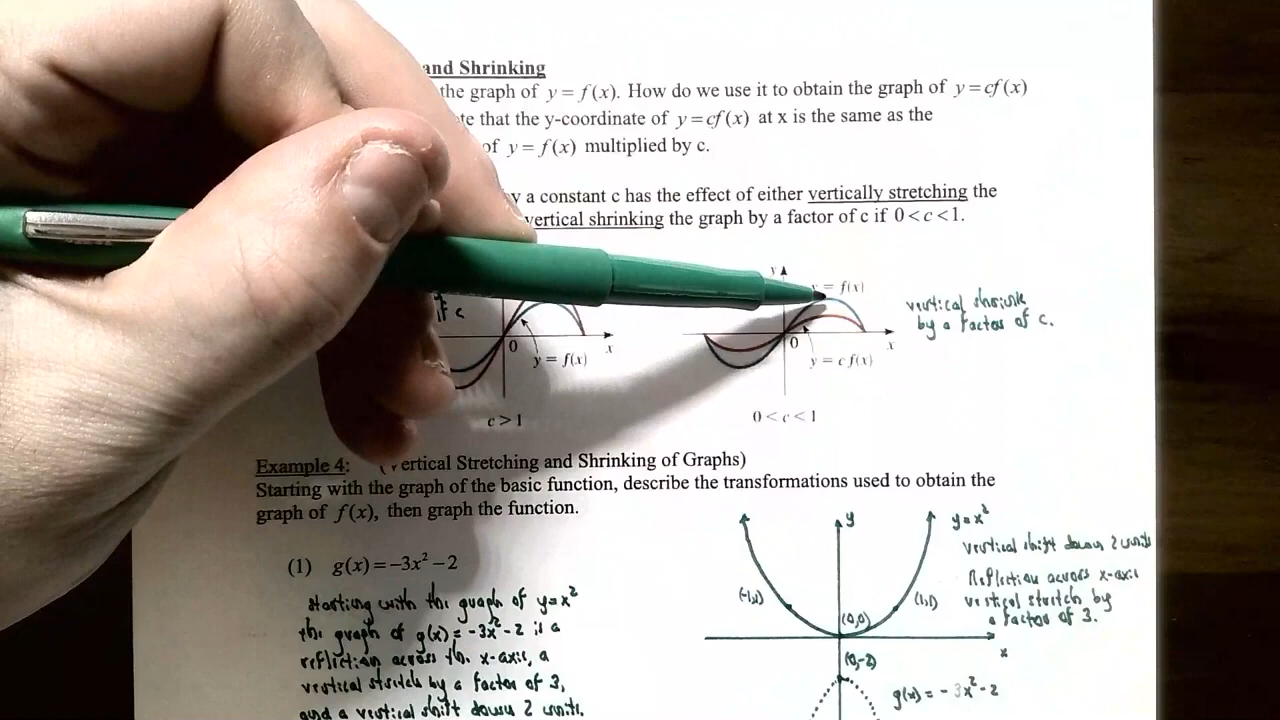 and Shrinking
the graph of y = f(x). How do we use it to obtain the graph of y = cf(x)
that the y-coordinate of y = cf(x) at x is the same as the
of y = f(x) multiplied by c.
a constant c has the effect of either vertically stretching the
vertical shrinking the graph by a factor of c if 0 < c < 1.
if c
0
x
y = f(x)
c > 1
y
= f(x)
0
x
y = c f(x)
0 < c < 1
vertical shrink
by a factor of c.
Example 4: (Vertical Stretching and Shrinking of Graphs)
Starting with the graph of the basic function, describe the transformations used to obtain the
graph of f(x), then graph the function.
(1) g(x) = -3x² - 2
starting with the graph of y=x²
the graph of g(x) = -3x² - 2 is a
reflection across the x-axis, a
vertical stretch by a factor of 3,
and a vertical shift down 2 units.
y
y=x²
vertical shift down 2 units
Reflection across x-axis
vertical stretch by
a factor of 3.
(-1,1)
(1,1)
(0,0)
x
(0,-2)
g(x) = -3x² - 2